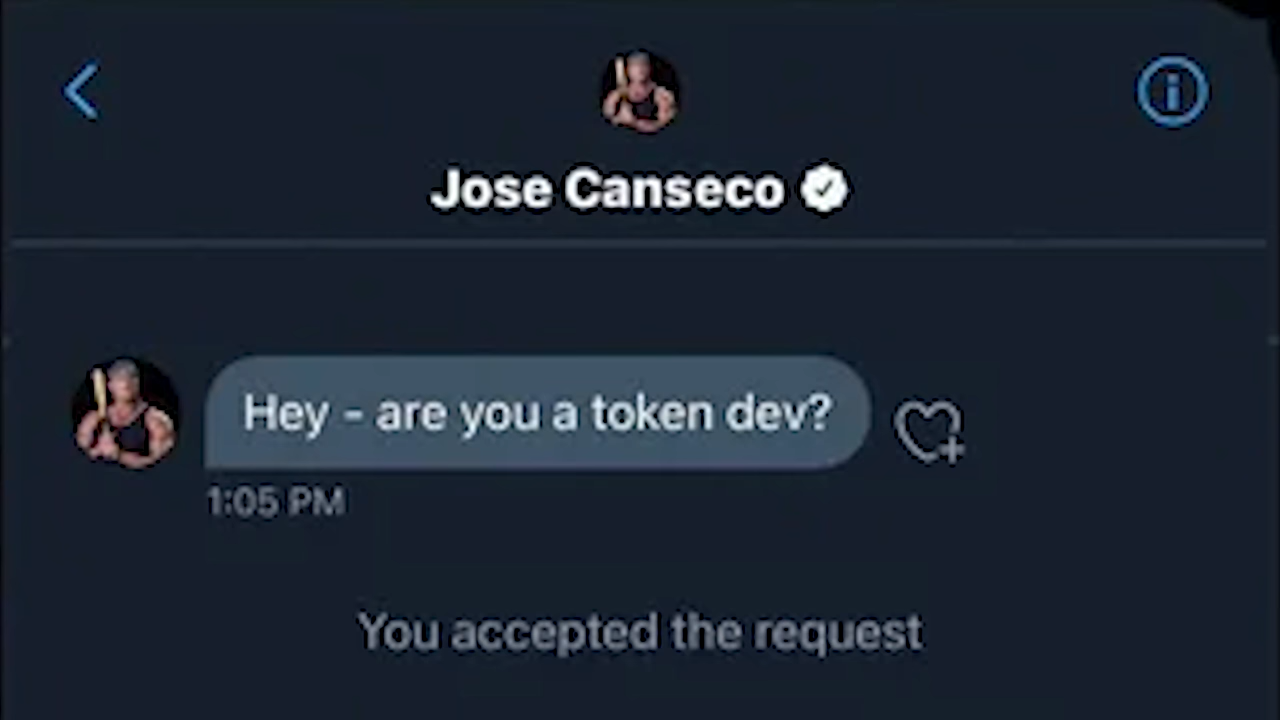 Jose Canseco
Hey - are you a token dev?
1:05 PM
You accepted the request